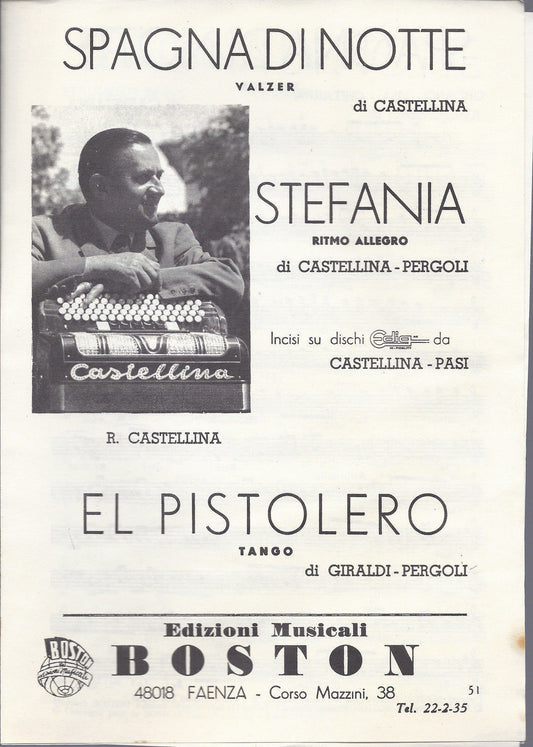 SPAGNA DI NOTTE
VALZER
di CASTELLINA
STEFANIA
RITMO ALLEGRO
di CASTELLINA - PERGOLI
Incisi su dischi Edig da
CASTELLINA - PASI
Castellina
R. CASTELLINA
EL PISTOLERO
TANGO
di GIRALDI - PERGOLI
Edizioni Musicali
BOSTON
BOSTON
48018 FAENZA - Corso Mazzini, 38
51
Tel. 22-2-35